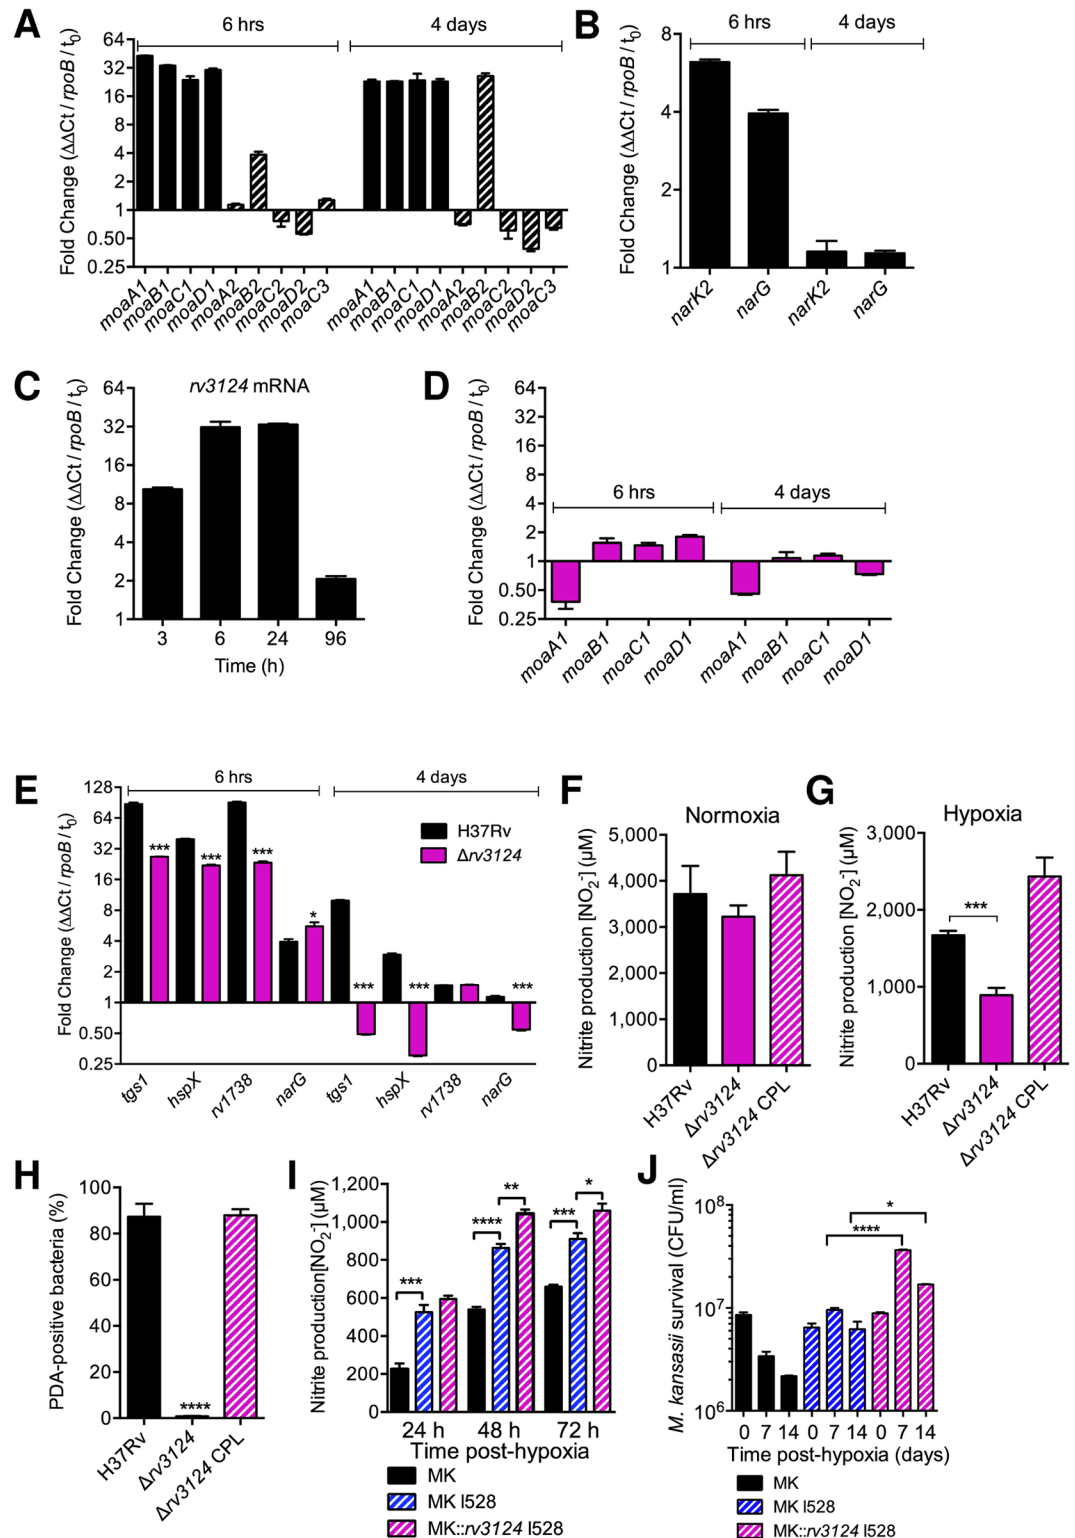 A
6 hrs
4 days
Fold Change (ΔΔCt / rpoB / t0)
64
32
16
8
4
2
1
0.50
0.25
moaA1
moaB1
moaC1
moaD1
moaA2
moaB2
moaC2
moaD2
moaC3
moaA1
moaB1
moaC1
moaD1
moaA2
moaB2
moaC2
moaD2
moaC3
B
6 hrs
4 days
Fold Change (ΔΔCt / rpoB / t0)
8
4
2
1
narK2
narG
narK2
narG
C
rv3124 mRNA
Fold Change (ΔΔCt / rpoB / t0)
64
32
16
8
4
2
1
3 6 24 96
Time (h)
D
6 hrs
4 days
Fold Change (ΔΔCt / rpoB / t0)
64
32
16
8
4
2
1
0.50
0.25
moaA1
moaB1
moaC1
moaD1
moaA1
moaB1
moaC1
moaD1
E
6 hrs
4 days
Fold Change (ΔΔCt / rpoB / t0)
128
64
32
16
8
4
2
1
0.50
0.25
H37Rv
Δrv3124
***
***
***
*
***
***
***
tgs1
hspX
rv1738
narG
tgs1
hspX
rv1738
narG
F
Normoxia
Nitrite production [NO2-] (µM)
5,000
4,000
3,000
2,000
1,000
0
H37Rv
Δrv3124
Δrv3124 CPL
G
Hypoxia
Nitrite production [NO2-] (µM)
3,000
2,000
1,000
0
***
H37Rv
Δrv3124
Δrv3124 CPL
H
PDA-positive bacteria (%)
100
80
60
40
20
0
****
H37Rv
Δrv3124
Δrv3124 CPL
I
Nitrite production[NO2-] (µM)
1,200
1,000
800
600
400
200
0
***
****
**
***
*
24 h 48 h 72 h
Time post-hypoxia
MK
MK I528
MK::rv3124 I528
J
M. kansasii survival (CFU/ml)
10^8
10^7
10^6
*
****
0 7 14 0 7 14 0 7 14
Time post-hypoxia (days)
MK
MK I528
MK::rv3124 I528